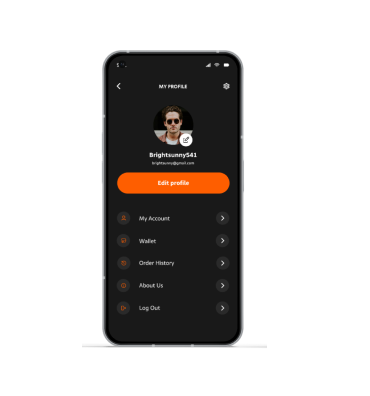 MY PROFILE
Brightsunny541
brightsunny@gmail.com
Edit profile
My Account
Wallet
Order History
About Us
Log Out